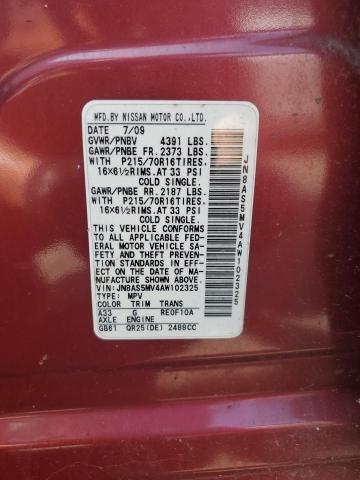 MFD.BY NISSAN MOTOR CO.,LTD.
DATE 7/09
GVWR/PNBV 4391 LBS.
GAWR/PNBE FR. 2373 LBS.
WITH P215/70R16TIRES.
16X6½RIMS AT 33 PSI
COLD SINGLE.
GAWR/PNBE RR. 2187 LBS.
WITH P215/70R16TIRES.
16X6½RIMS.AT 33 PSI
COLD SINGLE.
THIS VEHICLE CONFORMS
TO ALL APPLICABLE FED-
ERAL MOTOR VEHICLE SA-
FETY AND THEFT PREVEN-
TION STANDARDS IN EFF-
ECT ON THE DATE OF MA-
NUFACTURE SHOWN ABOVE.
VIN:JN8AS5MV4AW102325
TYPE: MPV
COLOR TRIM TRANS
A33 G RE0F10A
AXLE ENGINE
GB61 QR25(DE) 2488CC
JN8AS5MV4AW102325